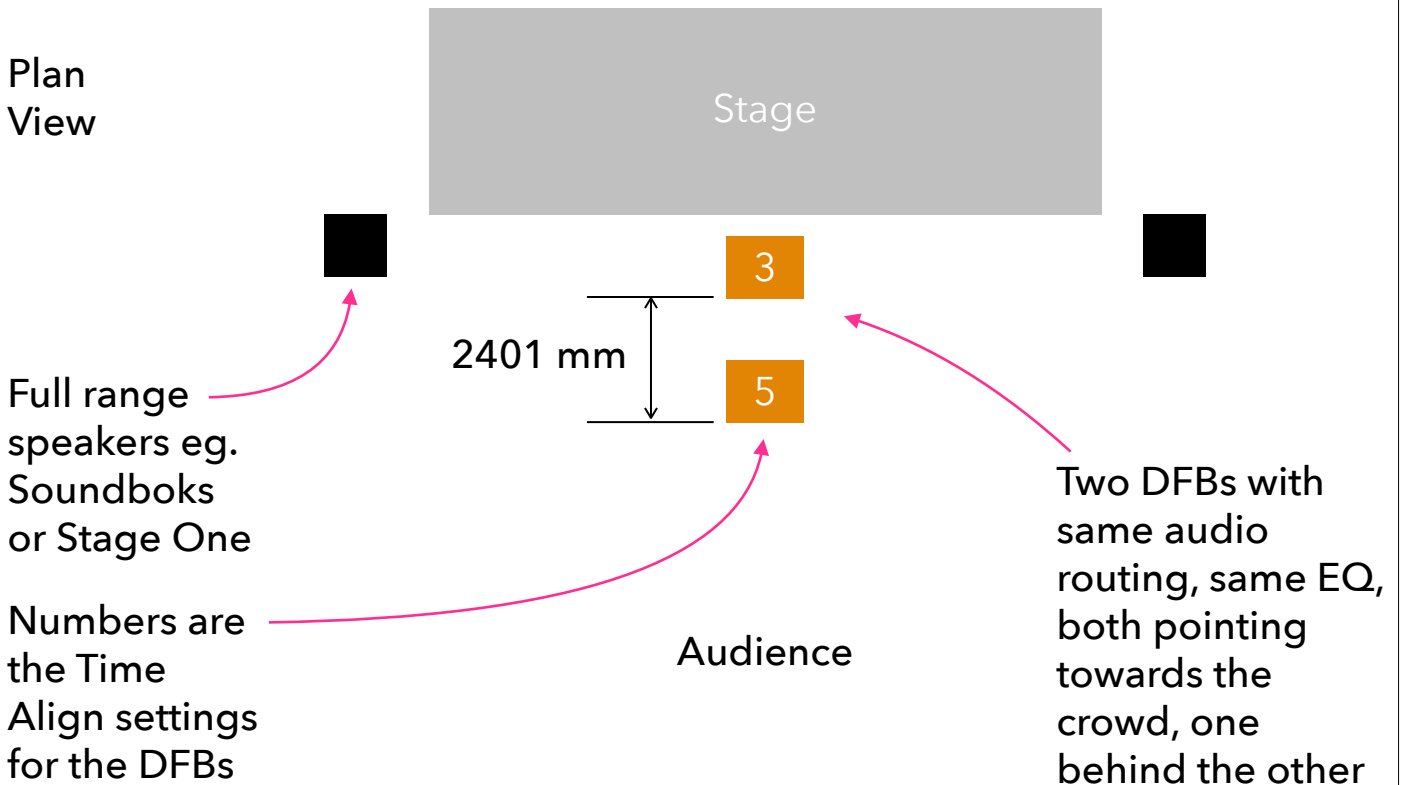 Plan
View
Stage
3
2401 mm
5
Full range
speakers eg.
Soundboks
or Stage One
Numbers are
the Time
Align settings
for the DFBs
Audience
Two DFBs with
same audio
routing, same EQ,
both pointing
towards the
crowd, one
behind the other